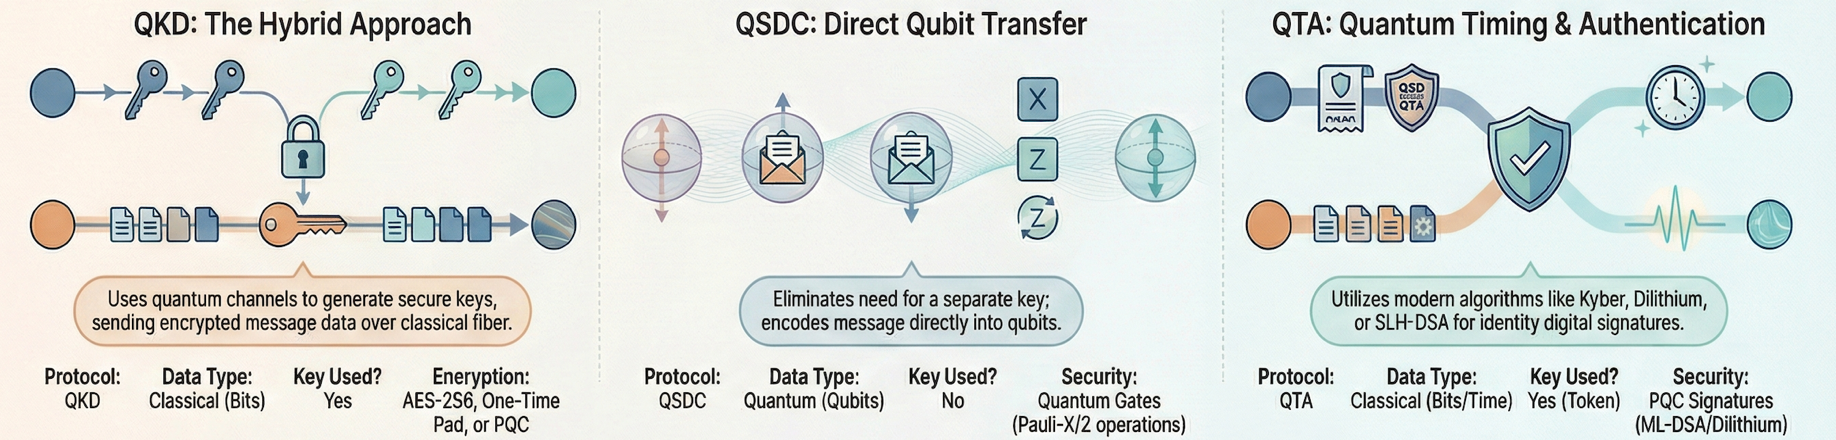 QKD: The Hybrid Approach
Uses quantum channels to generate secure keys,
sending encrypted message data over classical fiber.
Protocol:
QKD
Data Type:
Classical (Bits)
Key Used?
Yes
Eneryption:
AES-2S6, One-Time
Pad, or PQC
QSDC: Direct Qubit Transfer
X
Z
Z
Eliminates need for a separate key;
encodes message directly into qubits.
Protocol:
QSDC
Data Type:
Quantum (Qubits)
Key Used?
No
Security:
Quantum Gates
(Pauli-X/2 operations)
QTA: Quantum Timing & Authentication
QSD
QTA
Utilizes modern algorithms like Kyber, Dilithium,
or SLH-DSA for identity digital signatures.
Protocol:
QTA
Data Type:
Classical (Bits/Time)
Key Used?
Yes (Token)
Security:
PQC Signatures
(ML-DSA/Dilithium)